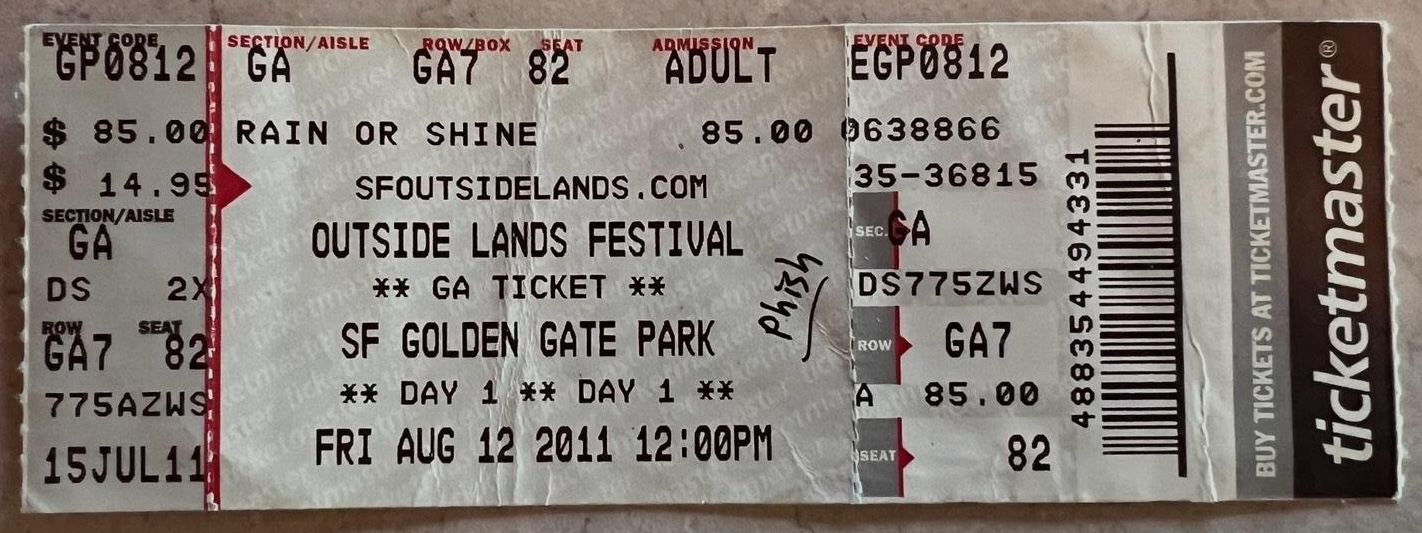 EVENT CODE
GP0812
$ 85.00
$ 14.95
SECTION/AISLE
GA
DS 2X
ROW SEAT
GA7 82
775AZWS
15JUL11
SECTION/AISLE ROW/BOX SEAT ADMISSION
GA GA7 82 ADULT
RAIN OR SHINE 85.00
SFOUTSIDELANDS.COM
OUTSIDE LANDS FESTIVAL
** GA TICKET **
SF GOLDEN GATE PARK
** DAY 1 ** DAY 1 **
FRI AUG 12 2011 12:00PM
Phish
EVENT CODE
EGP0812
0638866
35-36815
SEC. GA
DS775ZWS
ROW GA7
A 85.00
SEAT 82
488354494331
BUY TICKETS AT TICKETMASTER.COM
ticketmaster®